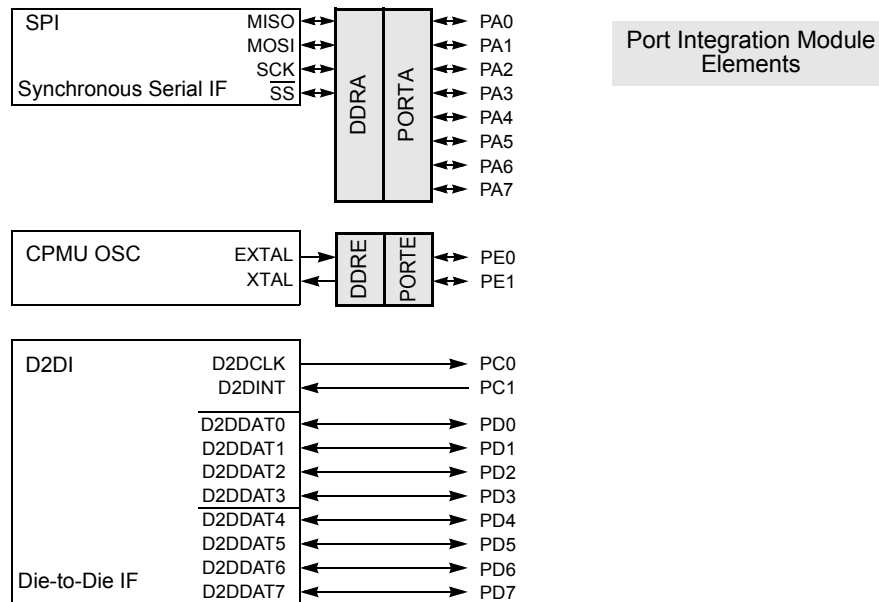 SPI
MISO
MOSI
SCK
SS
Synchronous Serial IF
DDRA
PORTA
PA0
PA1
PA2
PA3
PA4
PA5
PA6
PA7
Port Integration Module
Elements
CPMU OSC
EXTAL
XTAL
DDRE
PORTE
PE0
PE1
D2DI
D2DCLK
D2DINT
D2DDAT0
D2DDAT1
D2DDAT2
D2DDAT3
D2DDAT4
D2DDAT5
D2DDAT6
D2DDAT7
Die-to-Die IF
PC0
PC1
PD0
PD1
PD2
PD3
PD4
PD5
PD6
PD7